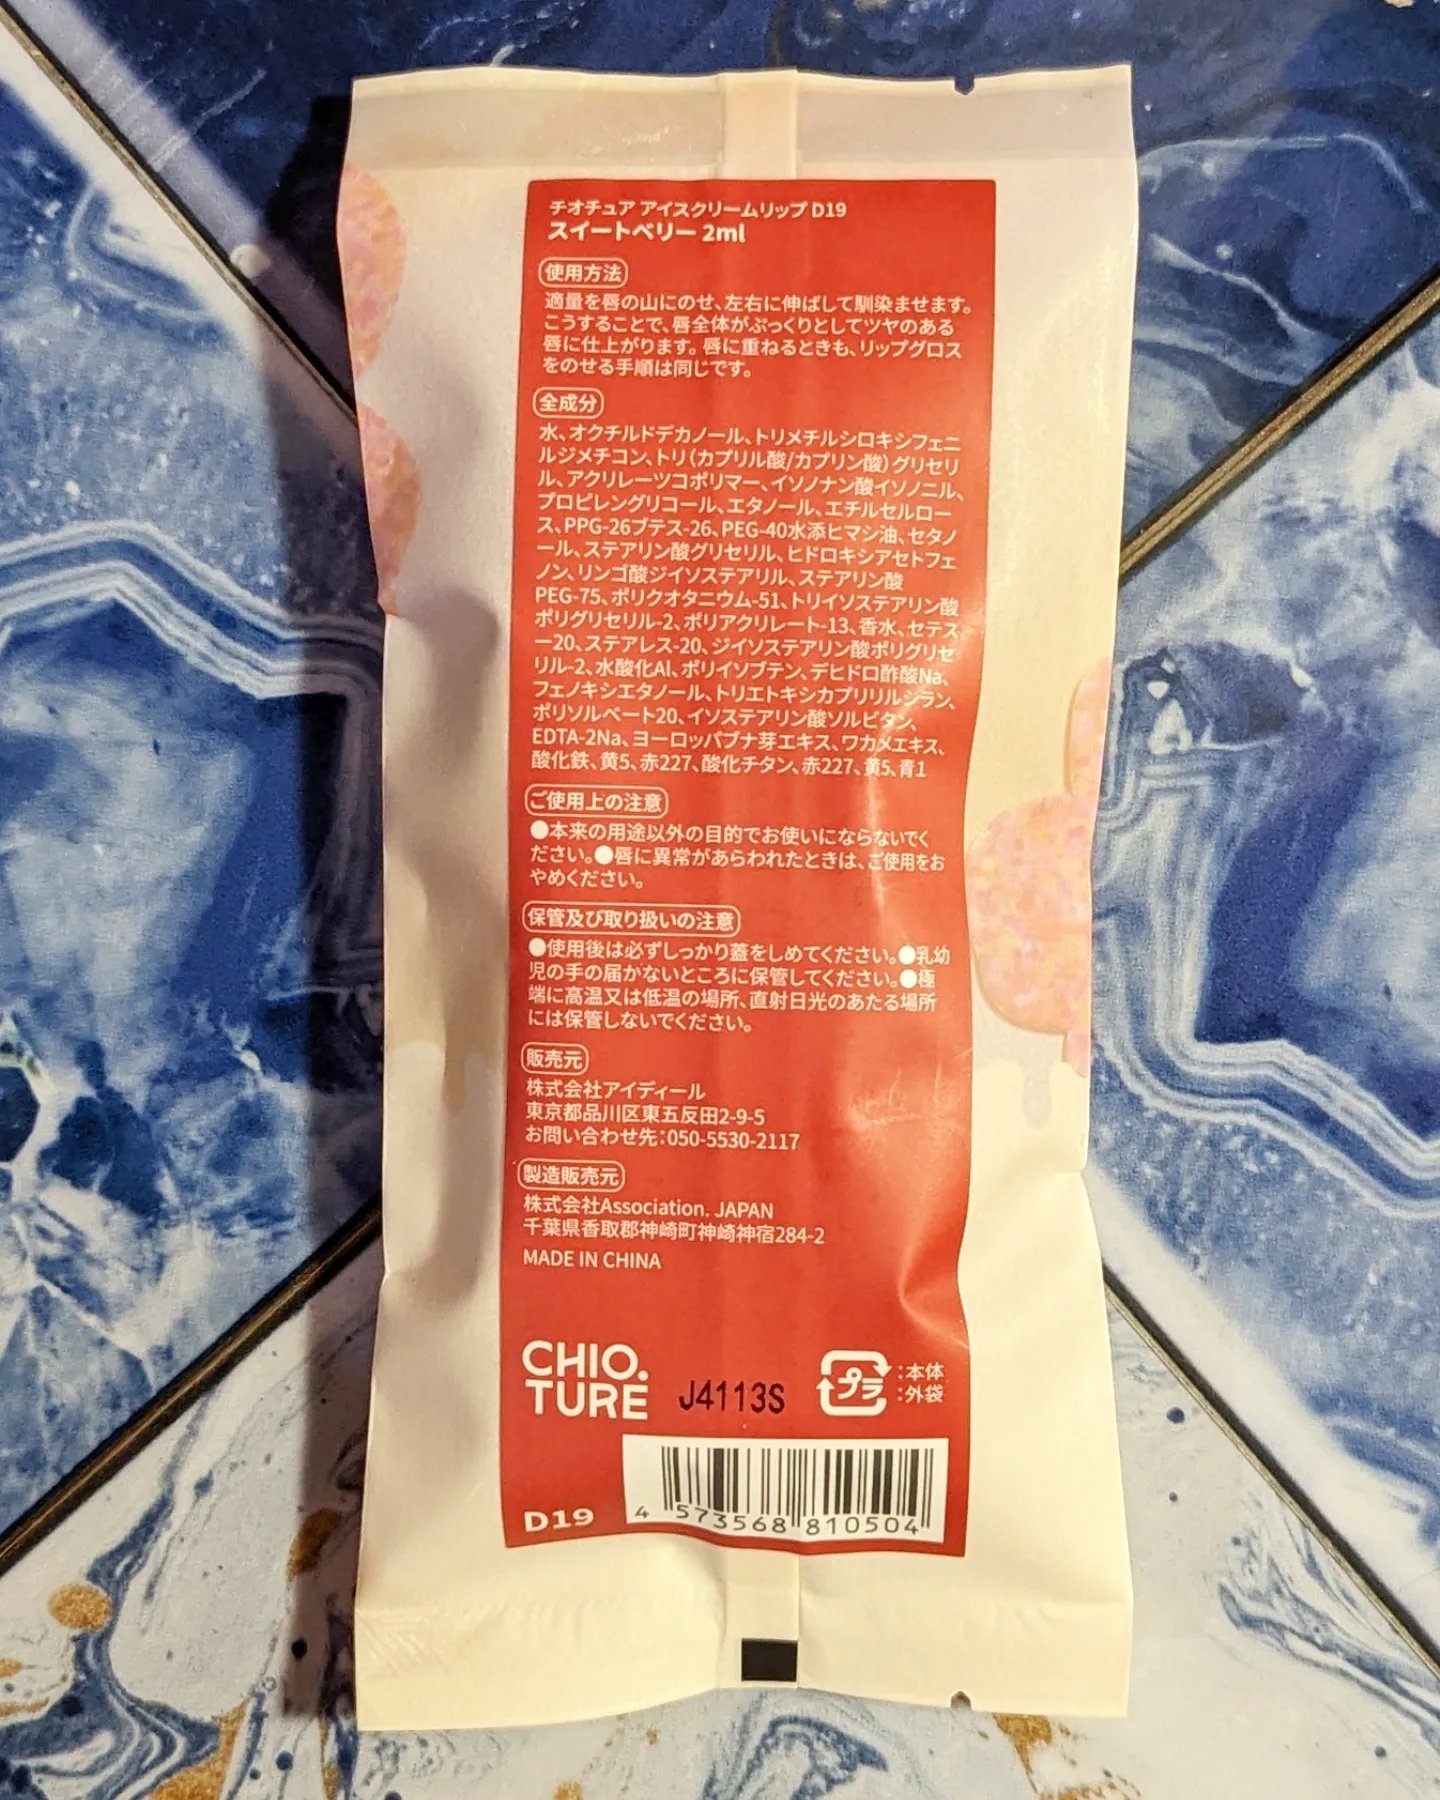 チオチュア アイスクリームリップ D19
スイートベリー 2ml
使用方法
適量を唇の山にのせ、左右に伸ばして馴染ませます。
こうすることで、唇全体がぷっくりとしてツヤのある
唇に仕上がります。唇に重ねるときも、リップグロス
をのせる手順は同じです。
全成分
水、オクチルドデカノール、トリメチルシロキシフェニ
ルジメチコン、トリ(カプリル酸/カプリン酸)グリセリ
ル、アクリレーツコポリマー、イソノナン酸イソノニル、
プロピレングリコール、エタノール、エチルセルロー
ス、PPG-26ブテス-26、PEG-40水添ヒマシ油、セタノ
ール、ステアリン酸グリセリル、ヒドロキシアセトフェ
ノン、リンゴ酸ジイソステアリル、ステアリン酸
PEG-75、ポリクオタニウム-51、トリイソステアリン酸
ポリグリセリル-2、ポリアクリレート-13、香水、セテス
ー20、ステアレス-20、ジイソステアリン酸ポリグリセ
リル-2、水酸化Al、ポリイソブテン、デヒドロ酢酸Na、
フェノキシエタノール、トリエトキシカプリリルシラン、
ポリソルベート20、イソステアリン酸ソルビタン、
EDTA-2Na、ヨーロッパブナ芽エキス、ワカメエキス、
酸化鉄、黄5、赤227、酸化チタン、赤227、黄5、青1
ご使用上の注意
●本来の用途以外の目的でお使いにならないでく
ださい。●唇に異常があらわれたときは、ご使用をお
やめください。
保管及び取り扱いの注意
●使用後は必ずしっかり蓋をしめてください。●乳幼
児の手の届かないところに保管してください。●極
端に高温又は低温の場所、直射日光のあたる場所
には保管しないでください。
販売元
株式会社アイディール
東京都品川区東五反田2-9-5
お問い合わせ先:050-5530-2117
製造販売元
株式会社Association. JAPAN
千葉県香取郡神崎町神崎神宿284-2
MADE IN CHINA
CHIO.
TURE
J4113S
プラ
:本体
:外袋
D19
4 573568 810504